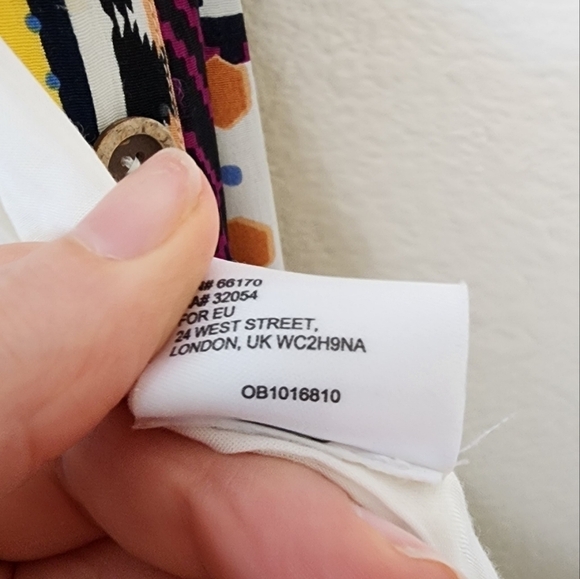 # 66170
A# 32054
FOR EU
24 WEST STREET,
LONDON, UK WC2H9NA
OB1016810